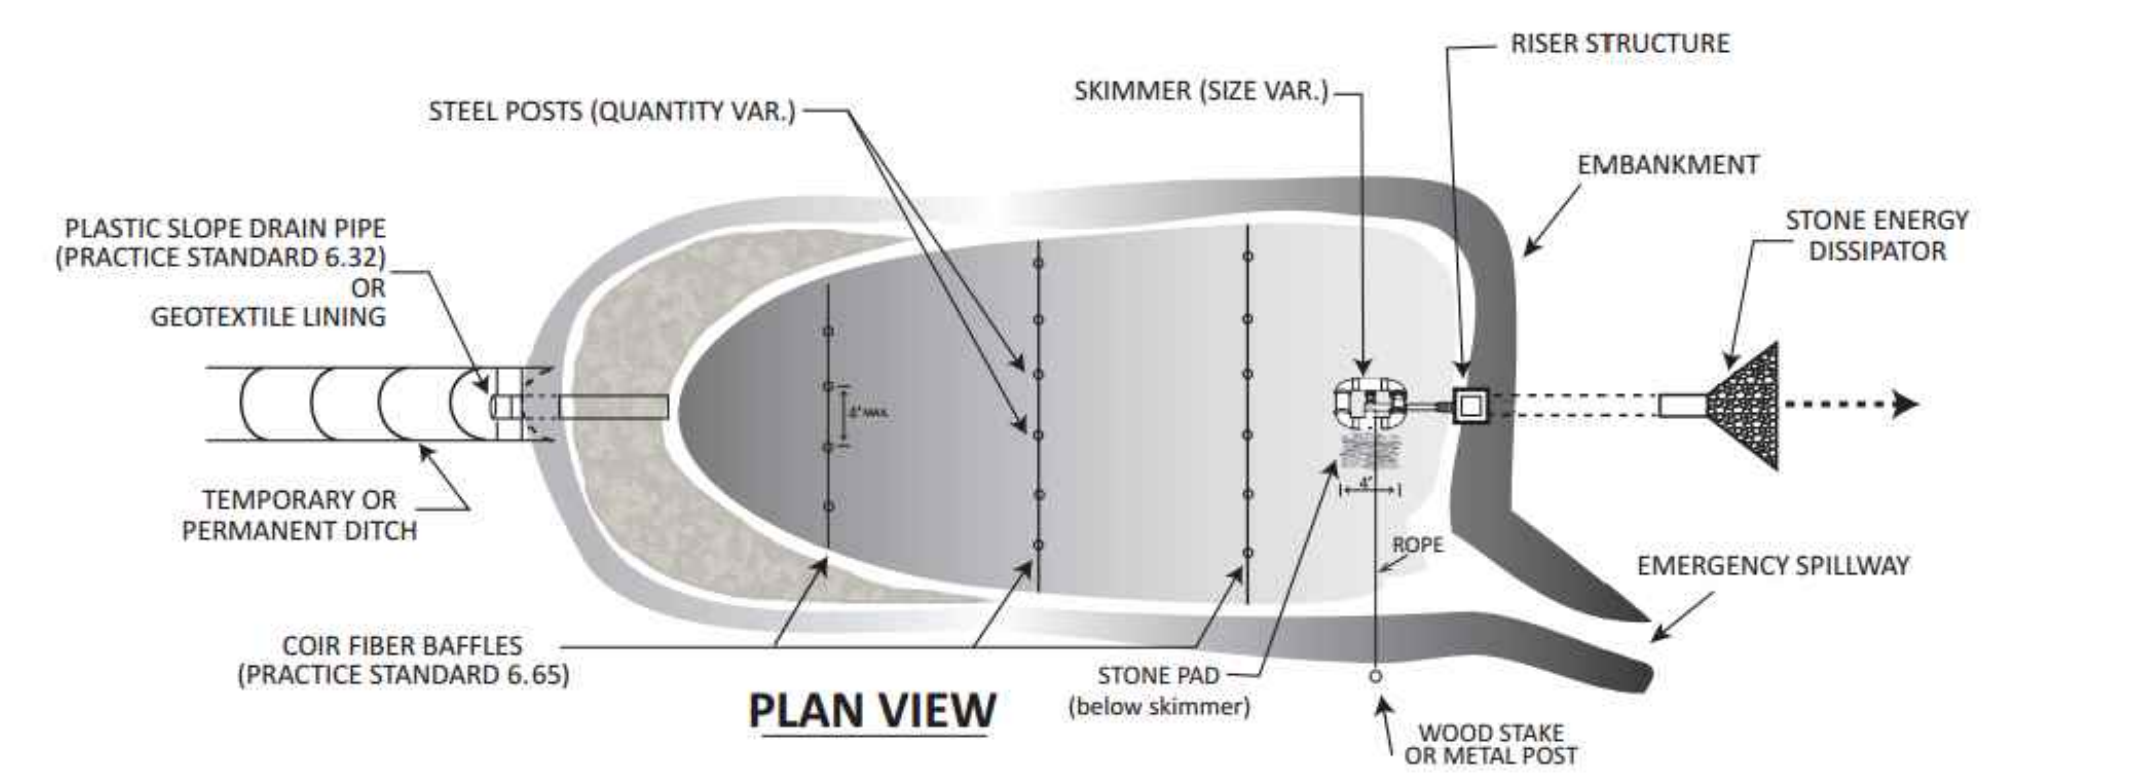 RISER STRUCTURE
SKIMMER (SIZE VAR.)
STEEL POSTS (QUANTITY VAR.)
EMBANKMENT
STONE ENERGY
DISSIPATOR
PLASTIC SLOPE DRAIN PIPE
(PRACTICE STANDARD 6.32)
OR
GEOTEXTILE LINING
4' MAX.
TEMPORARY OR
PERMANENT DITCH
4'
ROPE
EMERGENCY SPILLWAY
COIR FIBER BAFFLES
(PRACTICE STANDARD 6.65)
STONE PAD
(below skimmer)
PLAN VIEW
WOOD STAKE
OR METAL POST